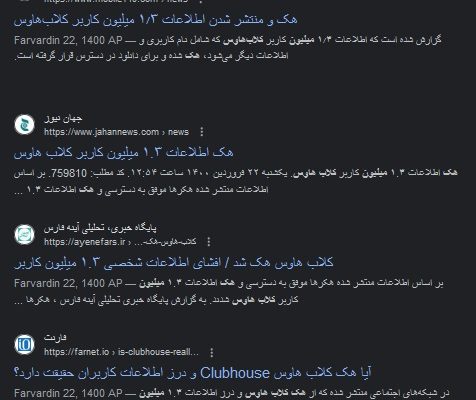 https://www.mobile140.com › news
هک و منتشر شدن اطلاعات ۱/۳ میلیون کاربر کلاب‌هاوس
Farvardin 22, 1400 AP — گزارش شده است که اطلاعات ۱/۳ میلیون کاربر کلاب‌هاوس که شامل نام کاربری و
اطلاعات دیگر می‌شود، هک شده و برای دانلود در دسترس قرار گرفته است.
جهان نیوز
https://www.jahannews.com › news
هک اطلاعات ۱.۳ میلیون کاربر کلاب هاوس
هک اطلاعات ۱.۳ میلیون کاربر کلاب هاوس. یکشنبه ۲۲ فروردین ۱۴۰۰ ساعت ۱۲:۵۴. کد مطلب: 759810. بر اساس
اطلاعات منتشر شده هکرها موفق به دسترسی و هک اطلاعات ۱.۳ ...
پایگاه خبری، تحلیلی آینه فارس
https://ayenefars.ir › کلاب-هاوس-هک-...
کلاب هاوس هک شد / افشای اطلاعات شخصی ۱.۳ میلیون کاربر
Farvardin 22, 1400 AP — بر اساس اطلاعات منتشر شده هکرها موفق به دسترسی و هک اطلاعات ۱.۳ میلیون
کاربر کلاب هاوس شدند. به گزارش پایگاه خبری تحلیلی آینه فارس ، هکرها ...
فارنت
https://farnet.io › is-clubhouse-reall...
آیا هک کلاب هاوس Clubhouse و درز اطلاعات کاربران حقیقت دارد؟
Farvardin 22, 1400 AP — در شبکه‌های اجتماعی منتشر شده که از هک کلاب هاوس و درز اطلاعات ۱.۳ میلیون